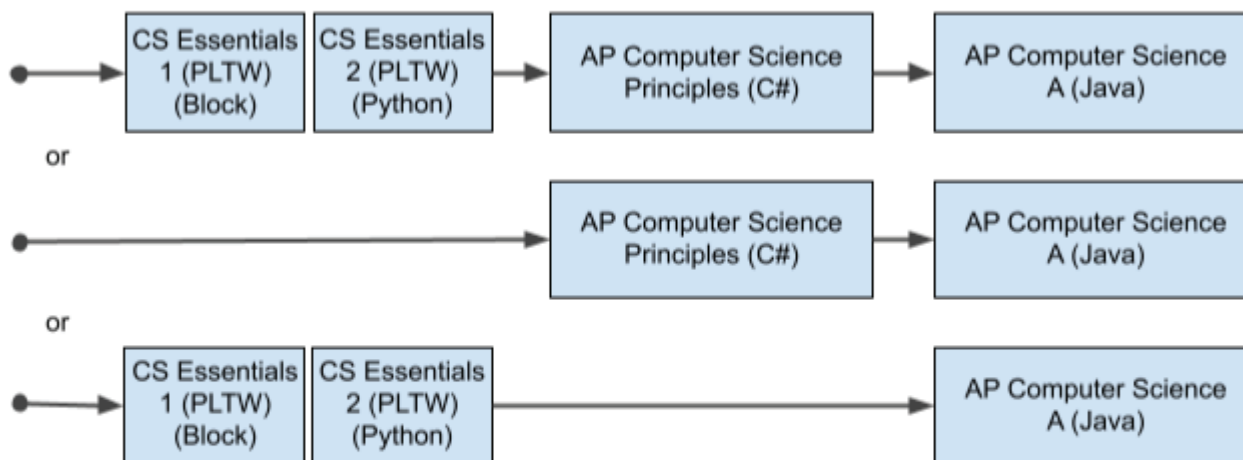 CS Essentials
1 (PLTW)
(Block)
CS Essentials
2 (PLTW)
(Python)
AP Computer Science
Principles (C#)
AP Computer Science
A (Java)
or
AP Computer Science
Principles (C#)
AP Computer Science
A (Java)
or
CS Essentials
1 (PLTW)
(Block)
CS Essentials
2 (PLTW)
(Python)
AP Computer Science
A (Java)